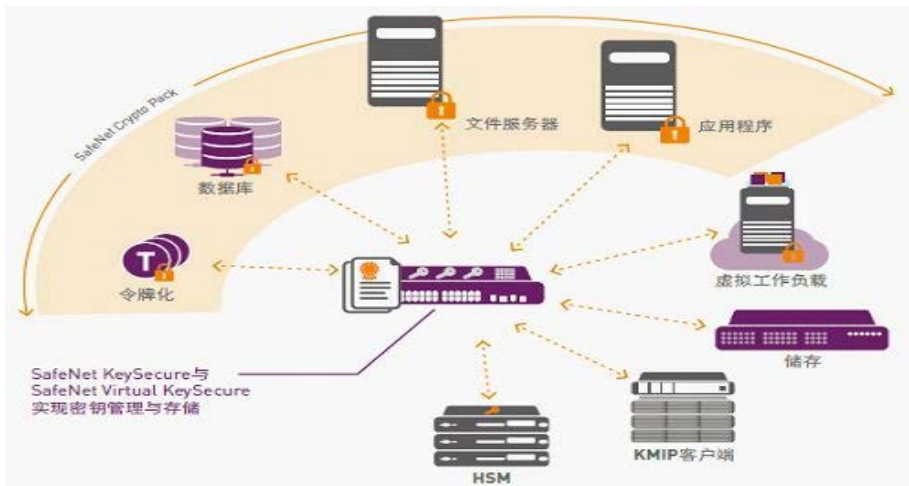 SafeNet Crypto Pack
文件服务器
应用程序
数据库
T
令牌化
虚拟工作负载
储存
SafeNet KeySecure与
SafeNet Virtual KeySecure
实现密钥管理与存储
KMIP客户端
HSM